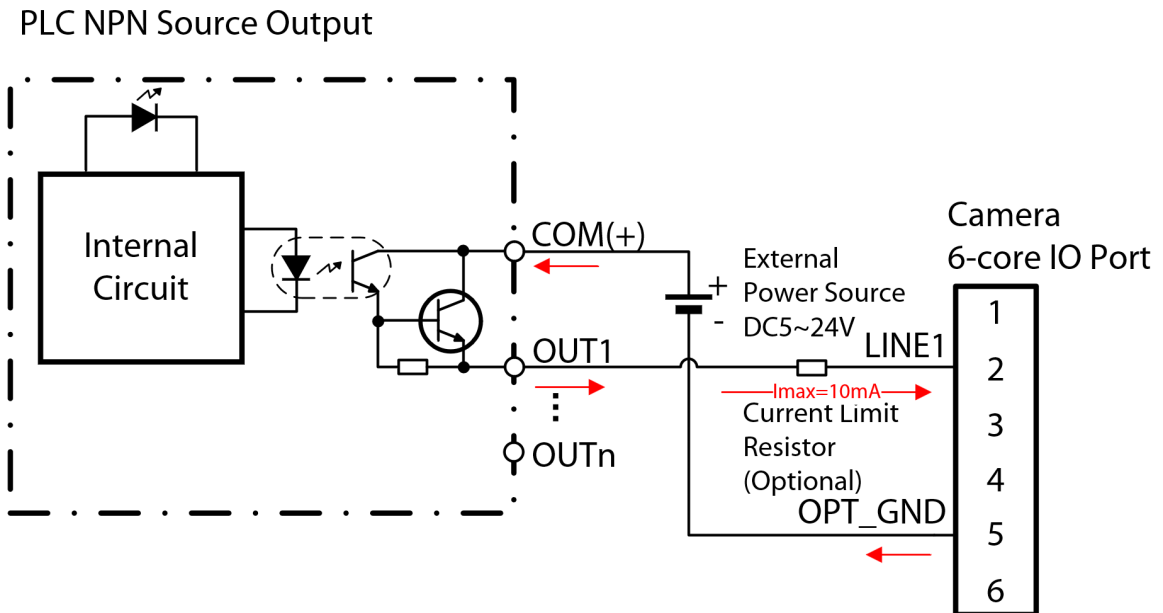 PLC NPN Source Output
Internal
Circuit
COM(+)
OUT1
OUTn
+
-
External
Power Source
DC5~24V
LINE1
Imax=10mA
Current Limit
Resistor
(Optional)
OPT_GND
Camera
6-core IO Port
1
2
3
4
5
6